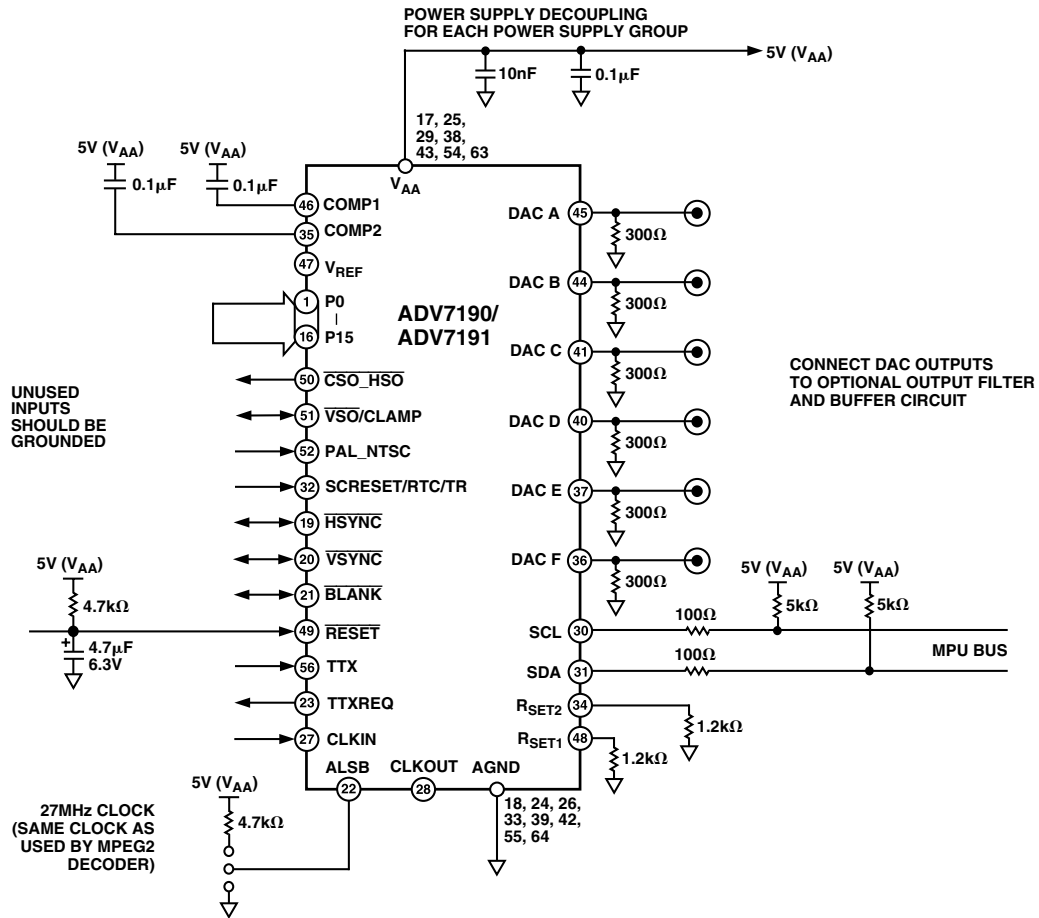 POWER SUPPLY DECOUPLING
FOR EACH POWER SUPPLY GROUP
5V (VAA)
10nF
0.1μF
17, 25,
29, 38,
43, 54, 63
5V (VAA)
5V (VAA)
0.1μF
0.1μF
VAA
46 COMP1
35 COMP2
47 VREF
1 P0
16 P15
ADV7190/
ADV7191
50 CSO_HSO
51 VSO/CLAMP
52 PAL_NTSC
32 SCRESET/RTC/TR
19 HSYNC
20 VSYNC
21 BLANK
49 RESET
56 TTX
23 TTXREQ
27 CLKIN
UNUSED
INPUTS
SHOULD BE
GROUNDED
5V (VAA)
4.7kΩ
+
4.7μF
6.3V
DAC A 45
300Ω
DAC B 44
300Ω
DAC C 41
300Ω
DAC D 40
300Ω
DAC E 37
300Ω
DAC F 36
300Ω
CONNECT DAC OUTPUTS
TO OPTIONAL OUTPUT FILTER
AND BUFFER CIRCUIT
5V (VAA)
5V (VAA)
5kΩ
5kΩ
SCL 30
100Ω
MPU BUS
SDA 31
100Ω
RSET2 34
1.2kΩ
RSET1 48
1.2kΩ
ALSB
22
CLKOUT
28
AGND
18, 24, 26,
33, 39, 42,
55, 64
5V (VAA)
4.7kΩ
27MHz CLOCK
(SAME CLOCK AS
USED BY MPEG2
DECODER)